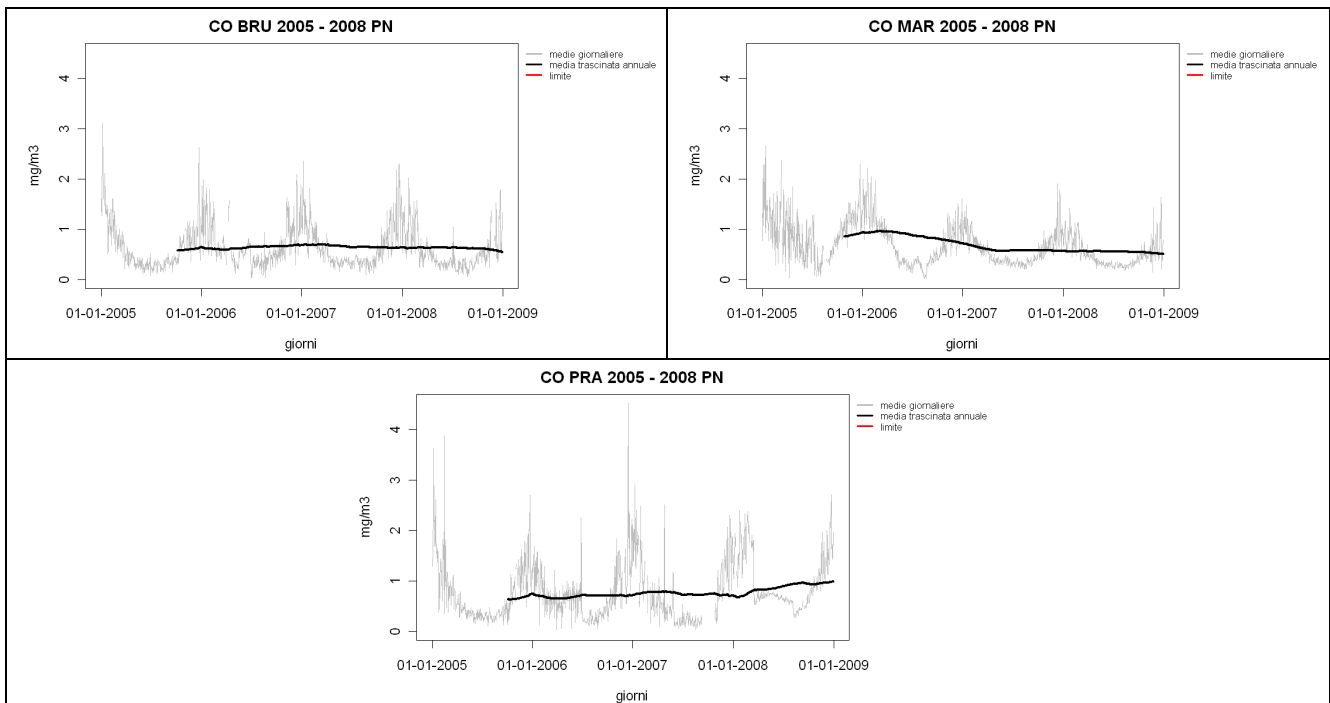 CO BRU 2005 - 2008 PN
medie giornaliere
media trascinata annuale
limite
mg/m3
4
3
2
1
0
01-01-2005 01-01-2006 01-01-2007 01-01-2008 01-01-2009
giorni
CO MAR 2005 - 2008 PN
medie giornaliere
media trascinata annuale
limite
mg/m3
4
3
2
1
0
01-01-2005 01-01-2006 01-01-2007 01-01-2008 01-01-2009
giorni
CO PRA 2005 - 2008 PN
medie giornaliere
media trascinata annuale
limite
mg/m3
4
3
2
1
0
01-01-2005 01-01-2006 01-01-2007 01-01-2008 01-01-2009
giorni